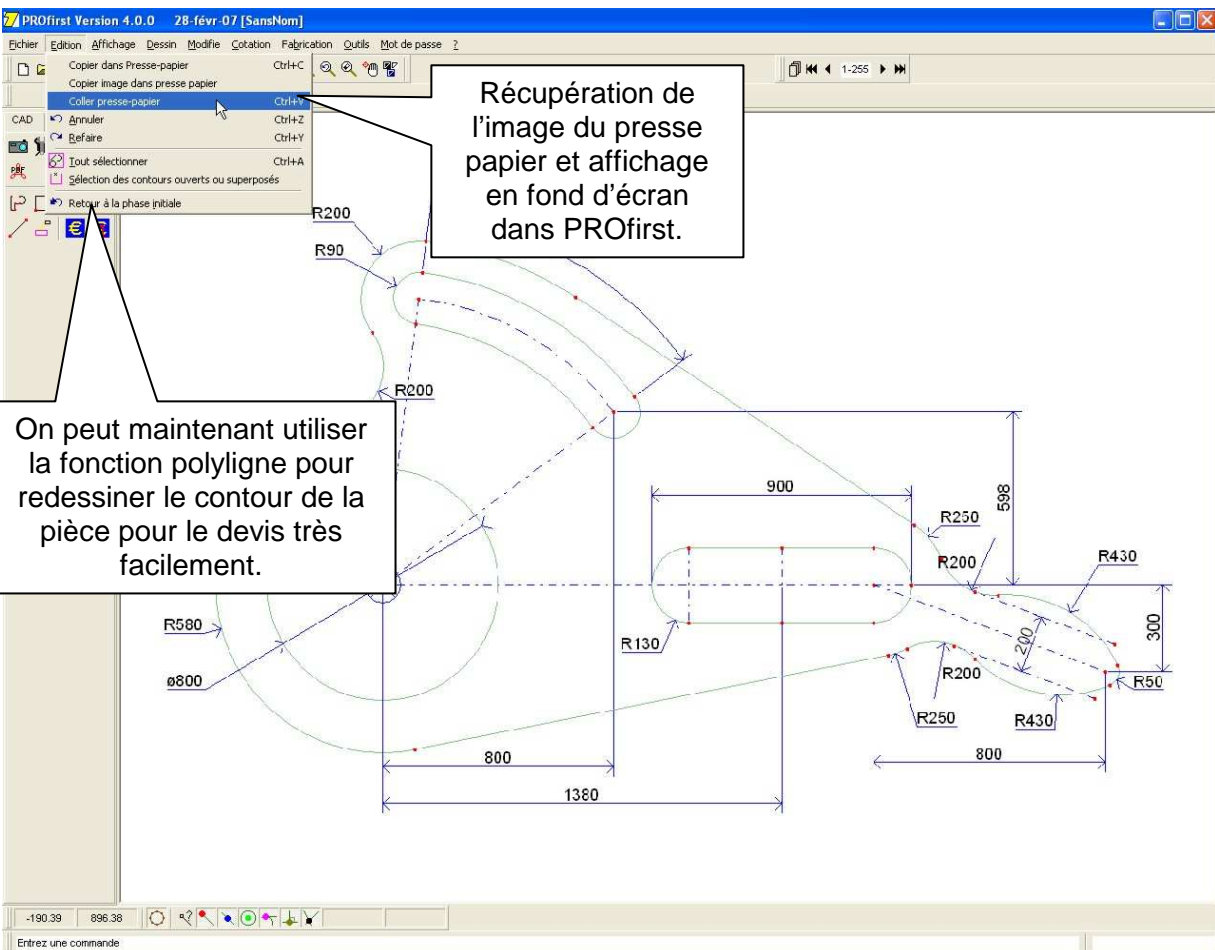 PROfirst Version 4.0.0 28-févr-07 [SansNom]
Fichier Edition Affichage Dessin Modifie Cotation Fabrication Outils Mot de passe ?
Copier dans Presse-papier Ctrl+C
Copier image dans presse papier
Coller presse-papier Ctrl+V
Annuler Ctrl+Z
Refaire Ctrl+Y
Tout sélectionner Ctrl+A
Sélection des contours ouverts ou superposés
Retour à la phase initiale
1-255
CAD
Récupération de
l'image du presse
papier et affichage
en fond d'écran
dans PROfirst.
R200
R90
R200
On peut maintenant utiliser
la fonction polyligne pour
redessiner le contour de la
pièce pour le devis très
facilement.
900
598
R250
R200
R430
300
200
R580
R130
ø800
R200
R50
R250
R430
800
800
1380
-190.39 896.38
Entrez une commande